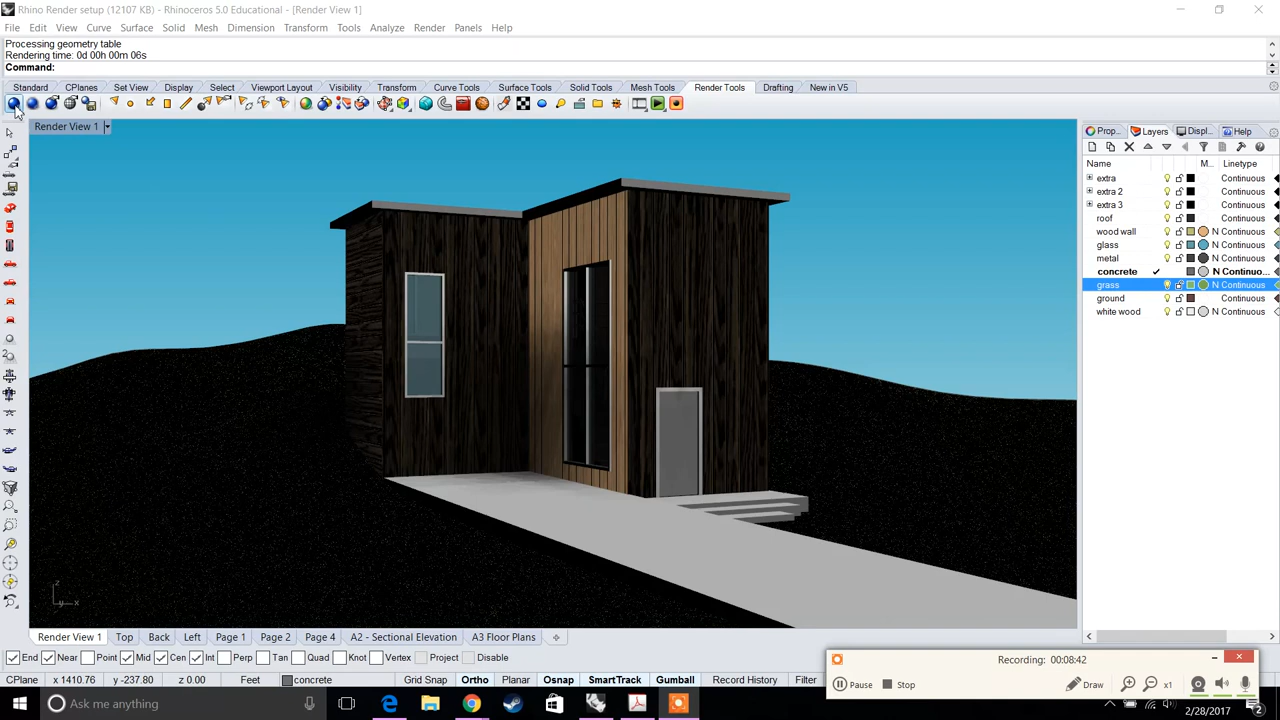 Rhino Render setup (12107 KB) - Rhinoceros 5.0 Educational - [Render View 1]
File Edit View Curve Surface Solid Mesh Dimension Transform Tools Analyze Render Panels Help
Processing geometry table
Rendering time: 0d 00h 00m 06s
Command:
Standard CPlanes Set View Display Select Viewport Layout Visibility Transform Curve Tools Surface Tools Solid Tools Mesh Tools Render Tools Drafting New in V5
Render View 1
Prop... Layers Displ... Help
Name M... Linetype
extra Continuous
extra 2 Continuous
extra 3 Continuous
roof Continuous
wood wall N Continuous
glass N Continuous
metal N Continuous
concrete N Continuo...
grass N Continuous
ground Continuous
white wood N Continuous
z
y x
Render View 1 Top Back Left Page 1 Page 2 Page 4 A2 - Sectional Elevation A3 Floor Plans
End Near Point Mid Cen Int Perp Tan Quad Knot Vertex Project Disable
Recording: 00:08:42
CPlane x 1410.76 y -237.80 z 0.00 Feet concrete Grid Snap Ortho Planar Osnap SmartTrack Gumball Record History Filter
Pause Stop Draw x1
Ask me anything
2/28/2017
2